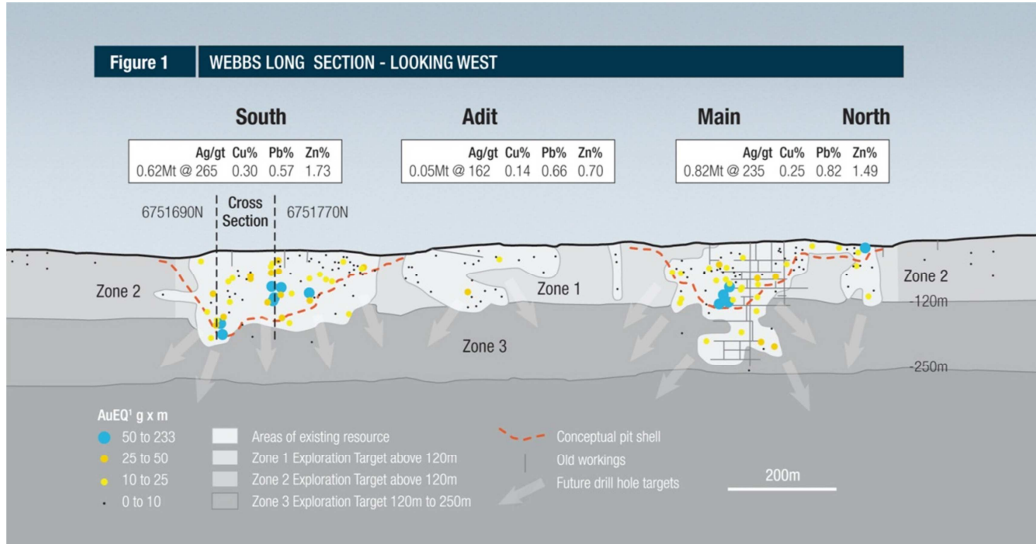 Figure 1 WEBBS LONG SECTION - LOOKING WEST
South Adit Main North
Ag/gt Cu% Pb% Zn%
0.62Mt @ 265 0.30 0.57 1.73
Ag/gt Cu% Pb% Zn%
0.05Mt @ 162 0.14 0.66 0.70
Ag/gt Cu% Pb% Zn%
0.82Mt @ 235 0.25 0.82 1.49
6751690N
Cross
Section
6751770N
Zone 2
Zone 1
Zone 2
-120m
Zone 3
-250m
AuEQ¹ g x m
50 to 233
25 to 50
10 to 25
0 to 10
Areas of existing resource
Zone 1 Exploration Target above 120m
Zone 2 Exploration Target above 120m
Zone 3 Exploration Target 120m to 250m
Conceptual pit shell
Old workings
Future drill hole targets
200m